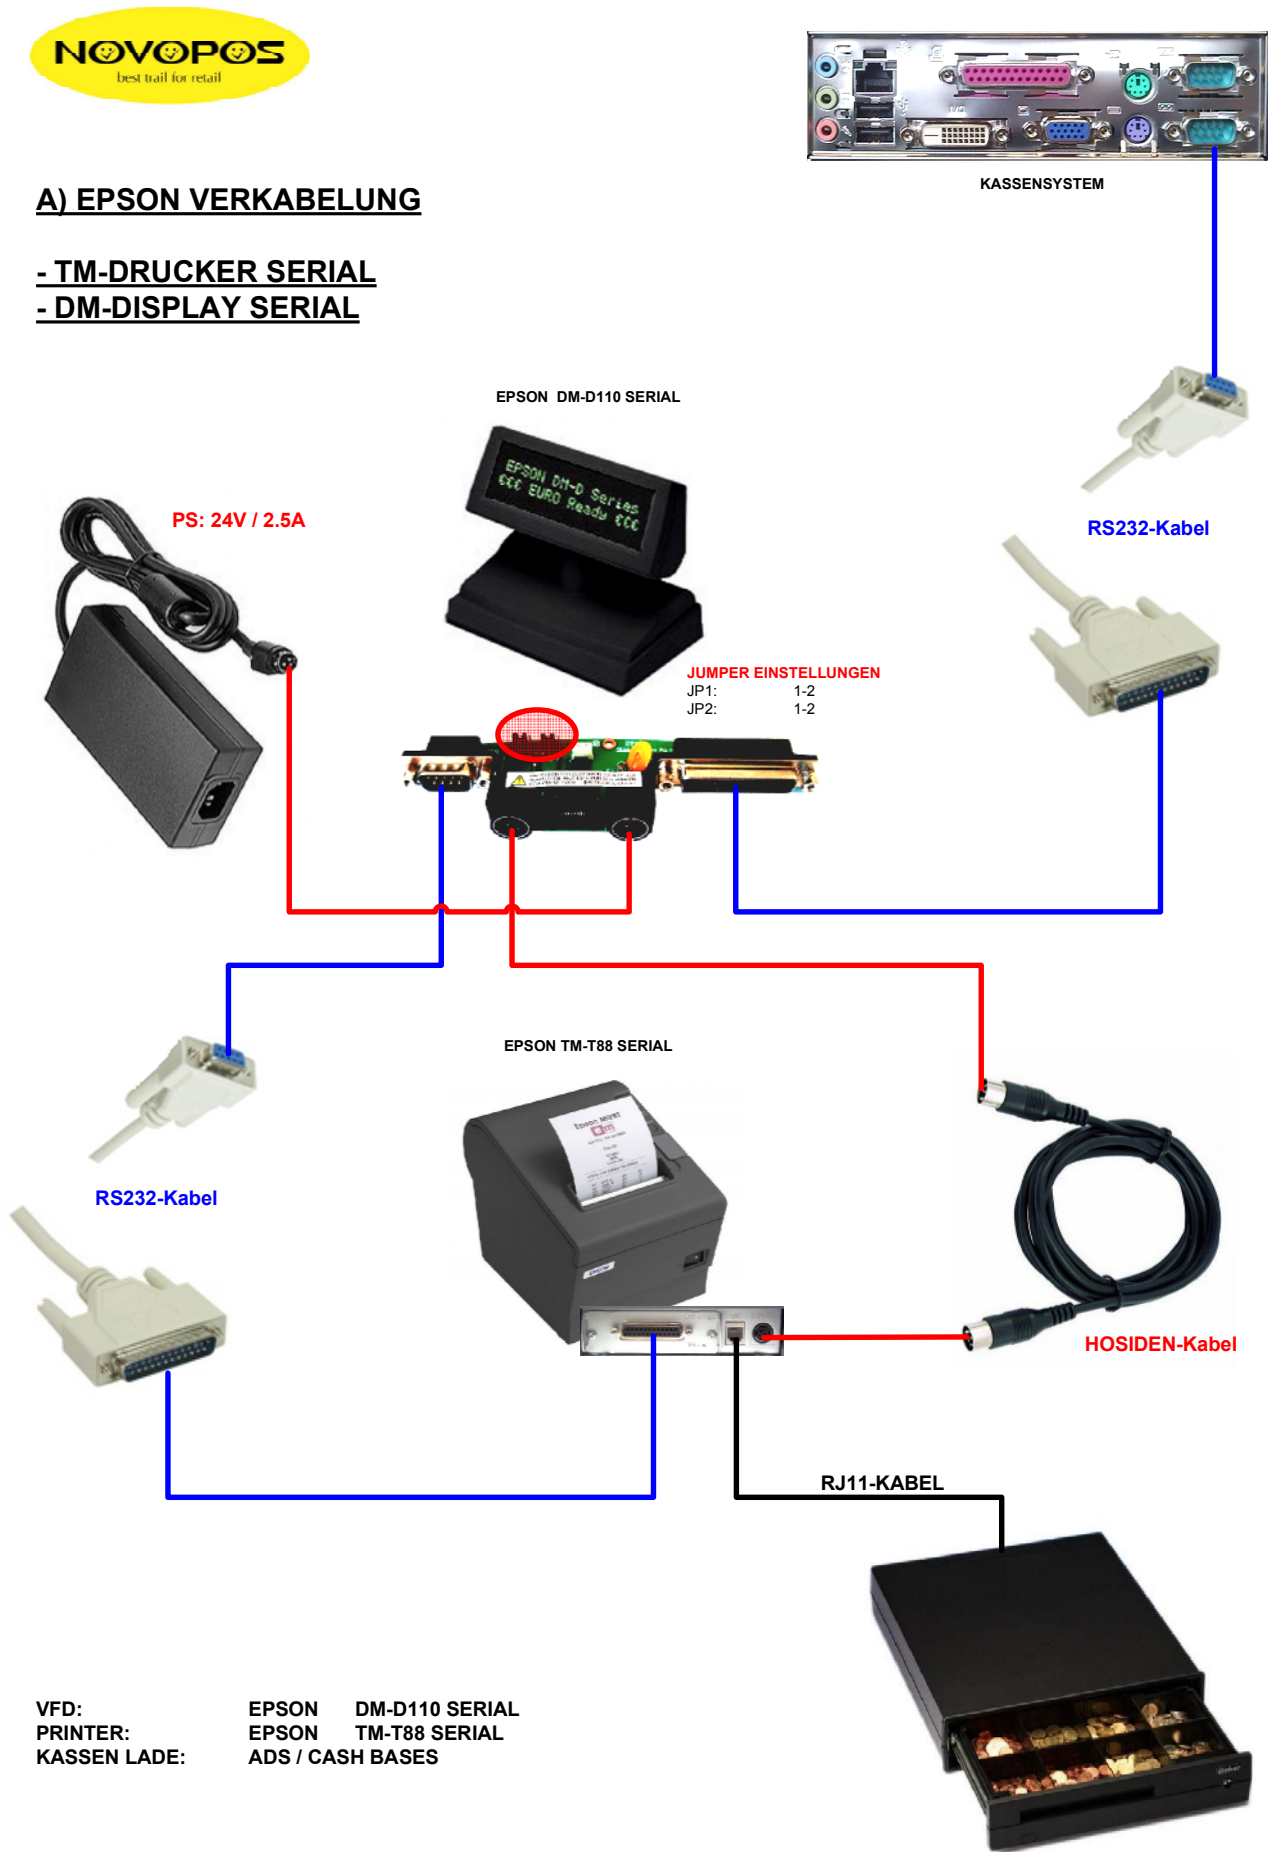 NOVOPOS
best trail for retail
KASSENSYSTEM
A) EPSON VERKABELUNG
- TM-DRUCKER SERIAL
- DM-DISPLAY SERIAL
EPSON DM-D110 SERIAL
EPSON DM-D Series
€€€ EURO Ready €€€
PS: 24V / 2.5A
RS232-Kabel
JUMPER EINSTELLUNGEN
JP1: 1-2
JP2: 1-2
EPSON TM-T88 SERIAL
RS232-Kabel
HOSIDEN-Kabel
RJ11-KABEL
VFD: EPSON DM-D110 SERIAL
PRINTER: EPSON TM-T88 SERIAL
KASSEN LADE: ADS / CASH BASES